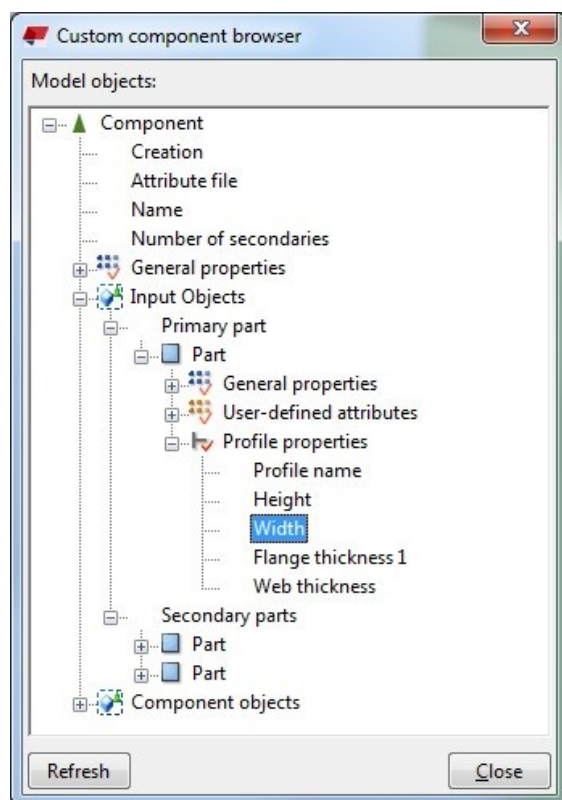 Custom component browser
Model objects:
Component
Creation
Attribute file
Name
Number of secondaries
General properties
Input Objects
Primary part
Part
General properties
User-defined attributes
Profile properties
Profile name
Height
Width
Flange thickness 1
Web thickness
Secondary parts
Part
Part
Component objects
Refresh
Close